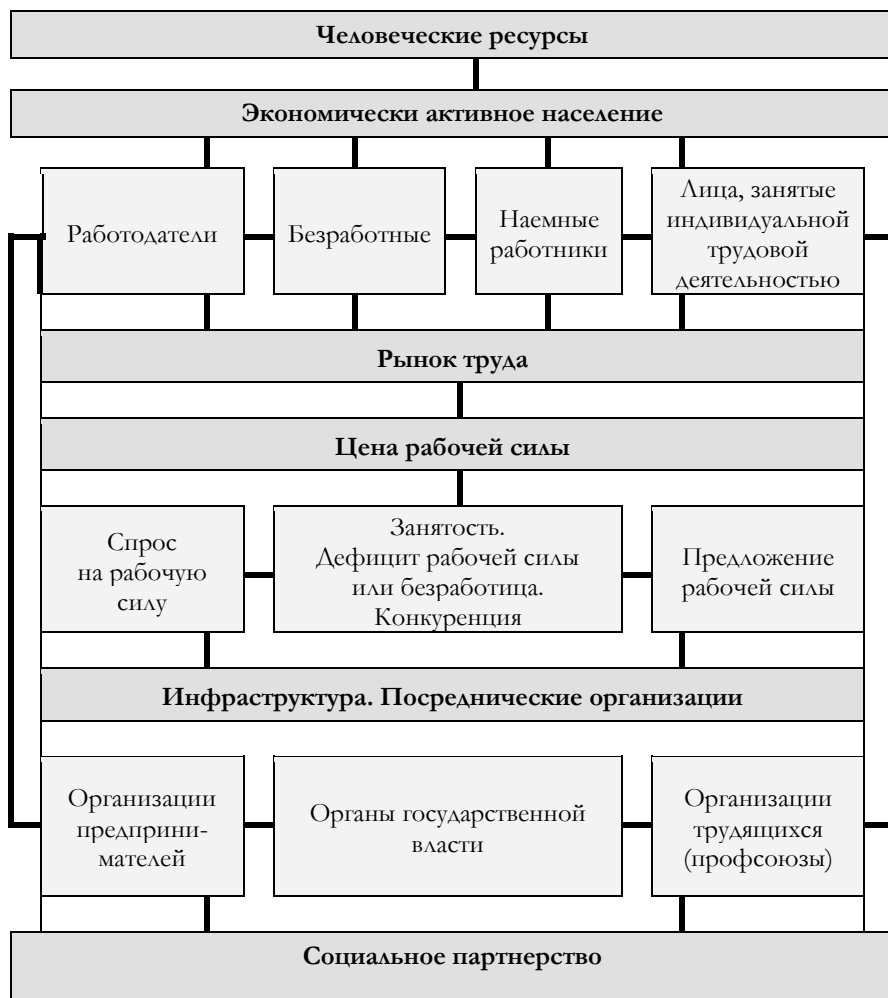 Человеческие ресурсы
Экономически активное население
Работодатели
Безработные
Наемные
работники
Лица, занятые
индивидуальной
трудовой
деятельностью
Рынок труда
Цена рабочей силы
Спрос
на рабочую
силу
Занятость.
Дефицит рабочей силы
или безработица.
Конкуренция
Предложение
рабочей силы
Инфраструктура. Посреднические организации
Организации
предприни-
мателей
Органы государственной
власти
Организации
трудящихся
(профсоюзы)
Социальное партнерство